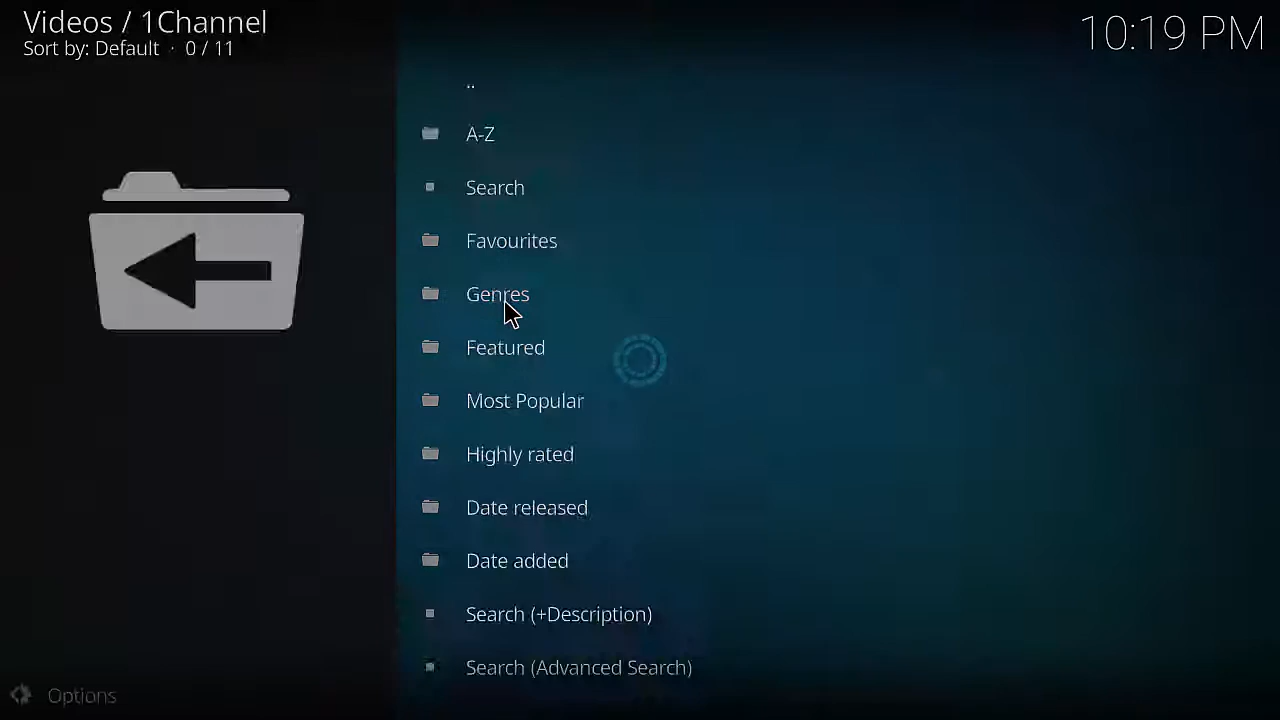 Videos / 1Channel
Sort by: Default · 0 / 11
10:19 PM
..
A-Z
Search
Favourites
Genres
Featured
Most Popular
Highly rated
Date released
Date added
Search (+Description)
Search (Advanced Search)
Options